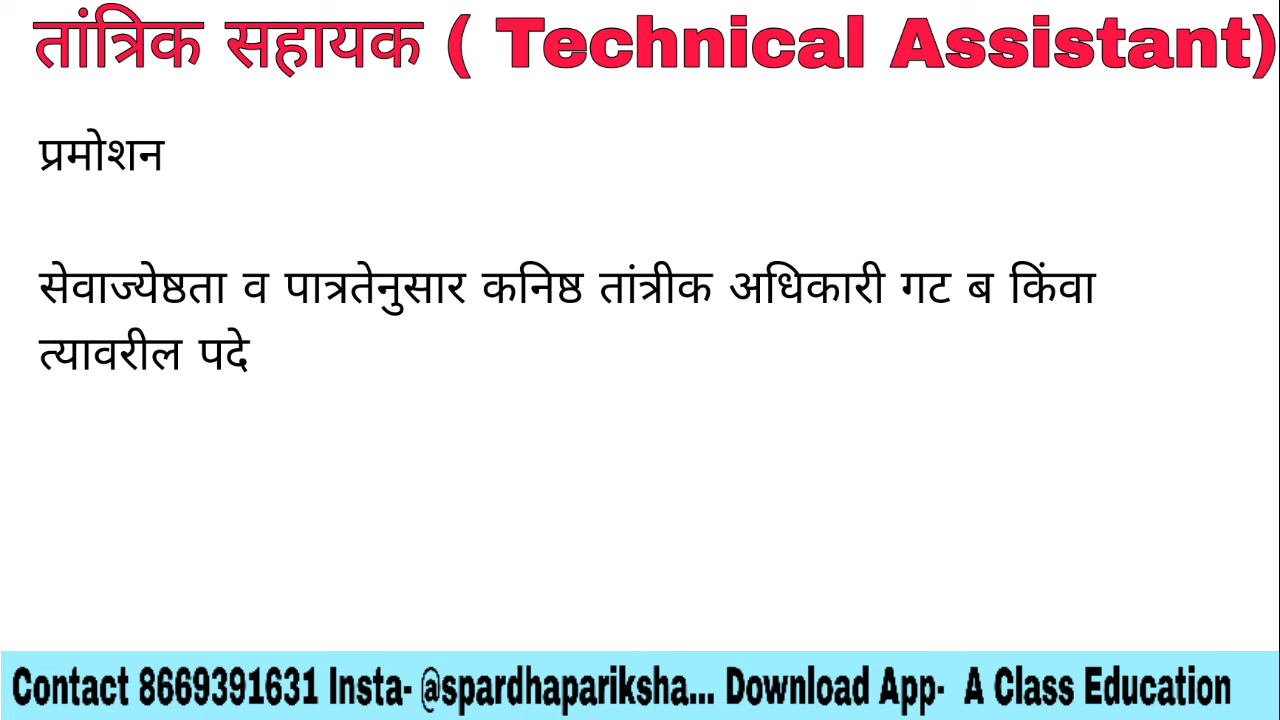 तांत्रिक सहायक ( Technical Assistant)
प्रमोशन
सेवाज्येष्ठता व पात्रतेनुसार कनिष्ठ तांत्रीक अधिकारी गट ब किंवा
त्यावरील पदे
Contact 8669391631 Insta- @spardhapariksha... Download App- A Class Education